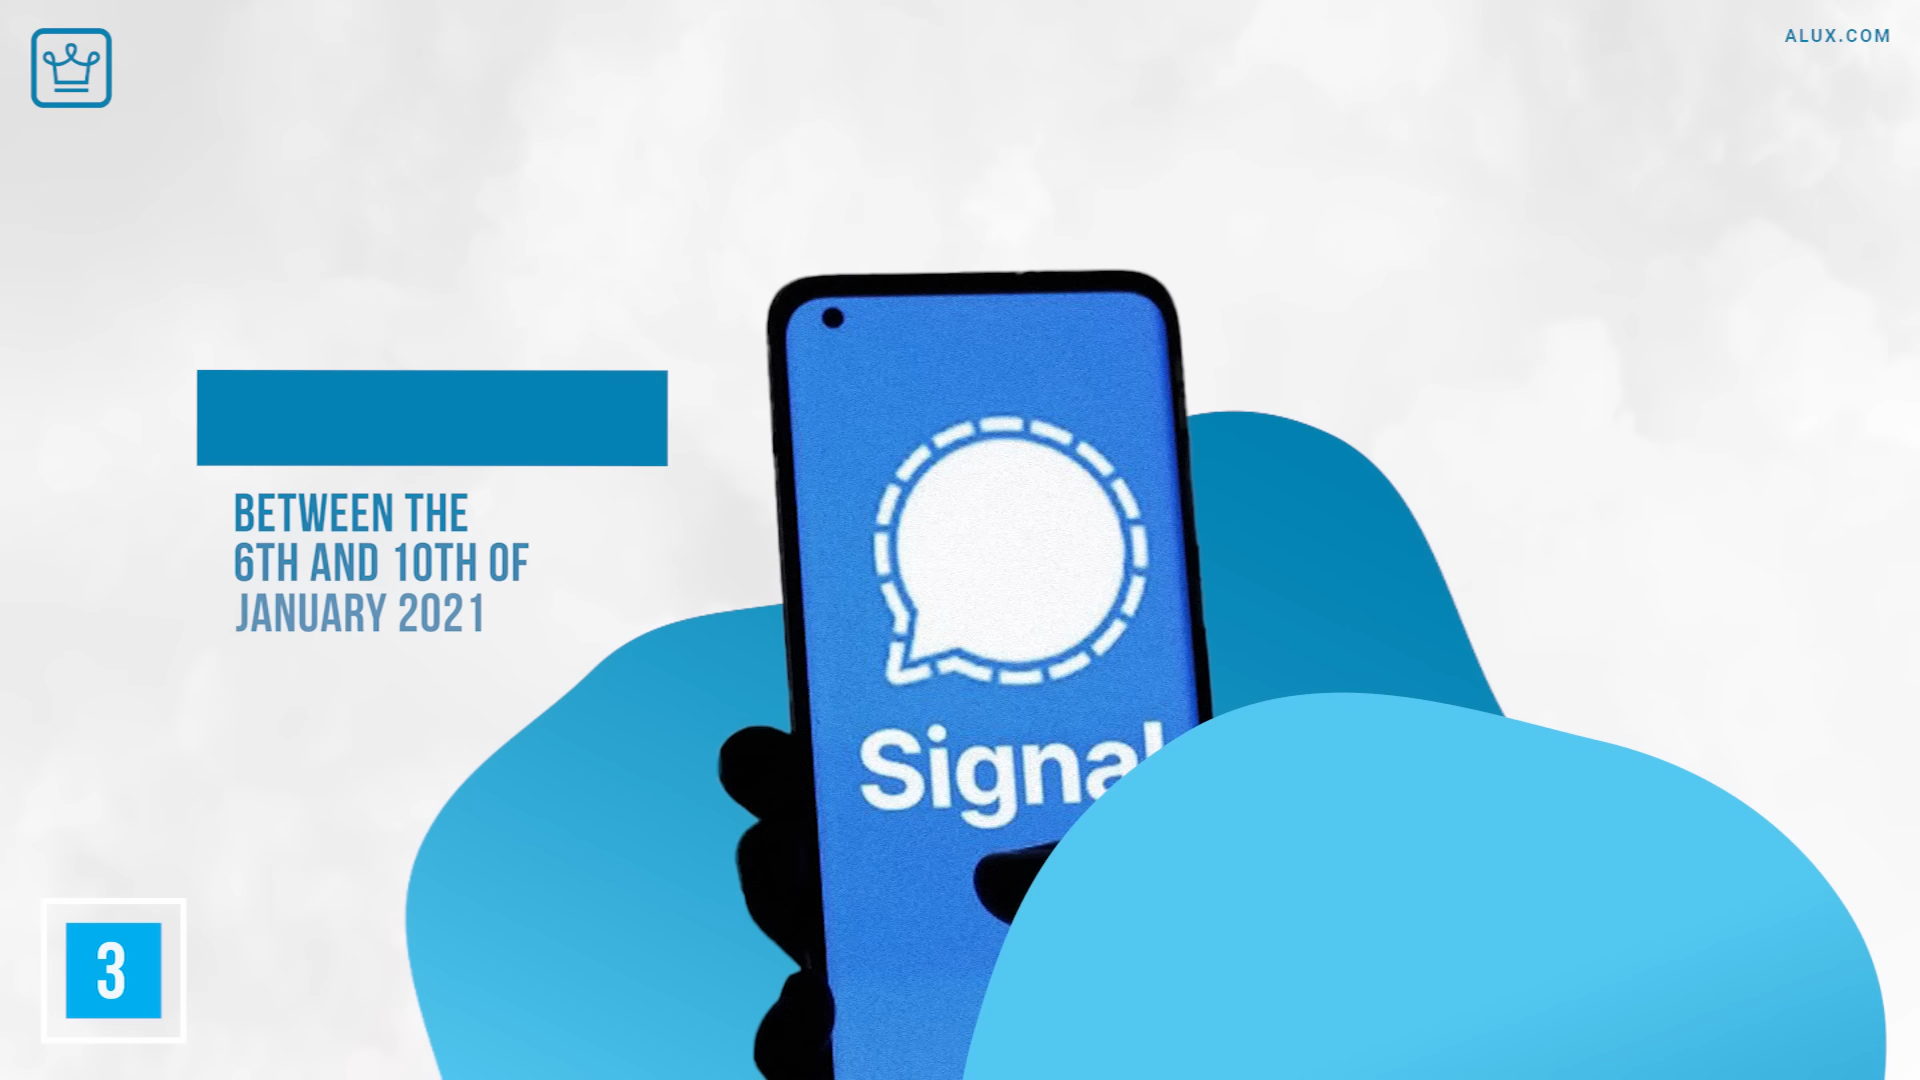 ALUX.COM
BETWEEN THE
6TH AND 10TH OF
JANUARY 2021
Signal
3